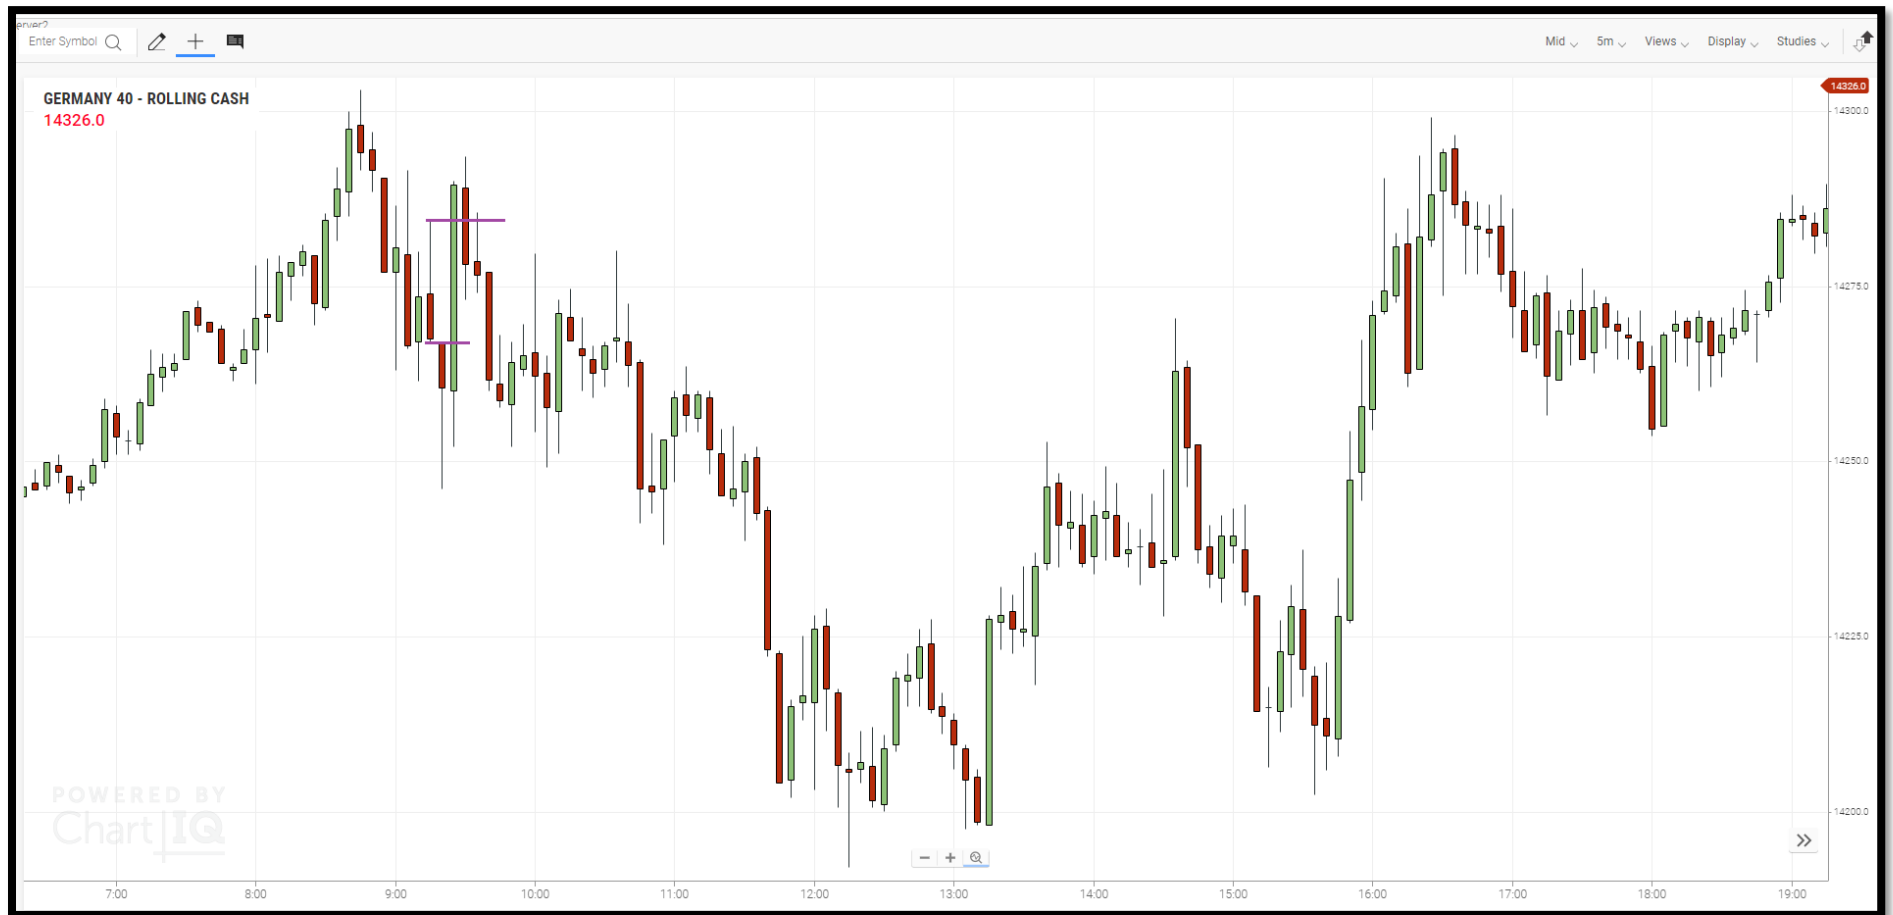 erver2
Enter Symbol
Mid 5m Views Display Studies
GERMANY 40 - ROLLING CASH
14326.0
14326.0
14300.0
14275.0
14250.0
14225.0
14200.0
POWERED BY
ChartIQ
7:00 8:00 9:00 10:00 11:00 12:00 13:00 14:00 15:00 16:00 17:00 18:00 19:00